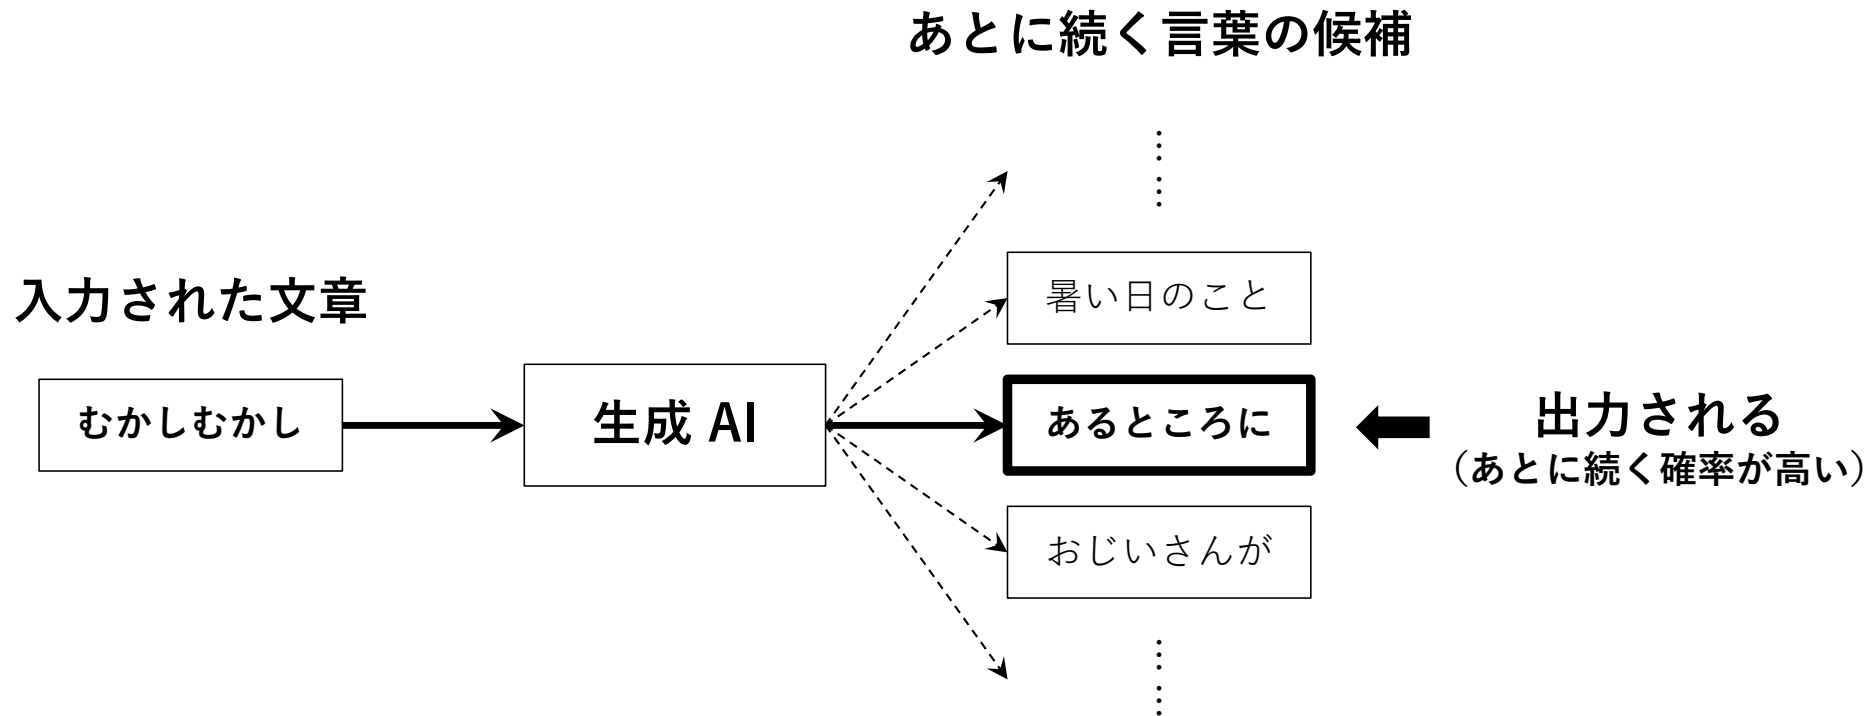 あとに続く言葉の候補
入力された文章
むかしむかし
生成 AI
暑い日のこと
あるところに
おじいさんが
出力される
（あとに続く確率が高い）